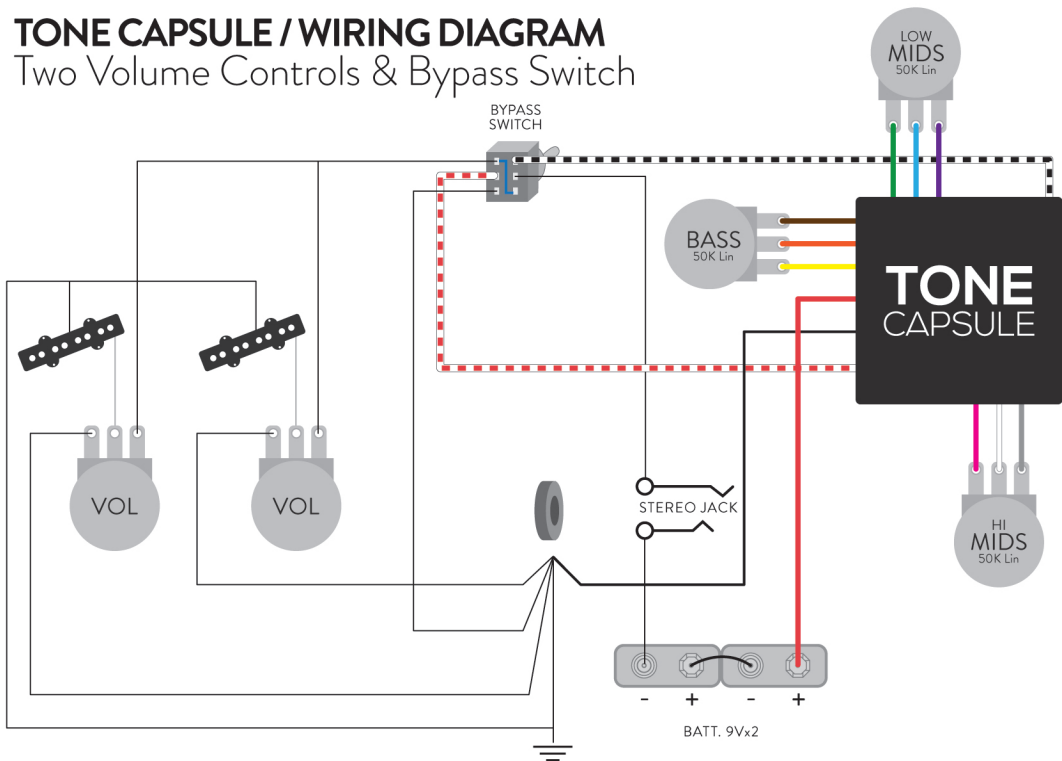 TONE CAPSULE / WIRING DIAGRAM
Two Volume Controls & Bypass Switch
BYPASS
SWITCH
LOW
MIDS
50K Lin
BASS
50K Lin
TONE
CAPSULE
VOL
VOL
STEREO JACK
HI
MIDS
50K Lin
- + - +
BATT. 9Vx2